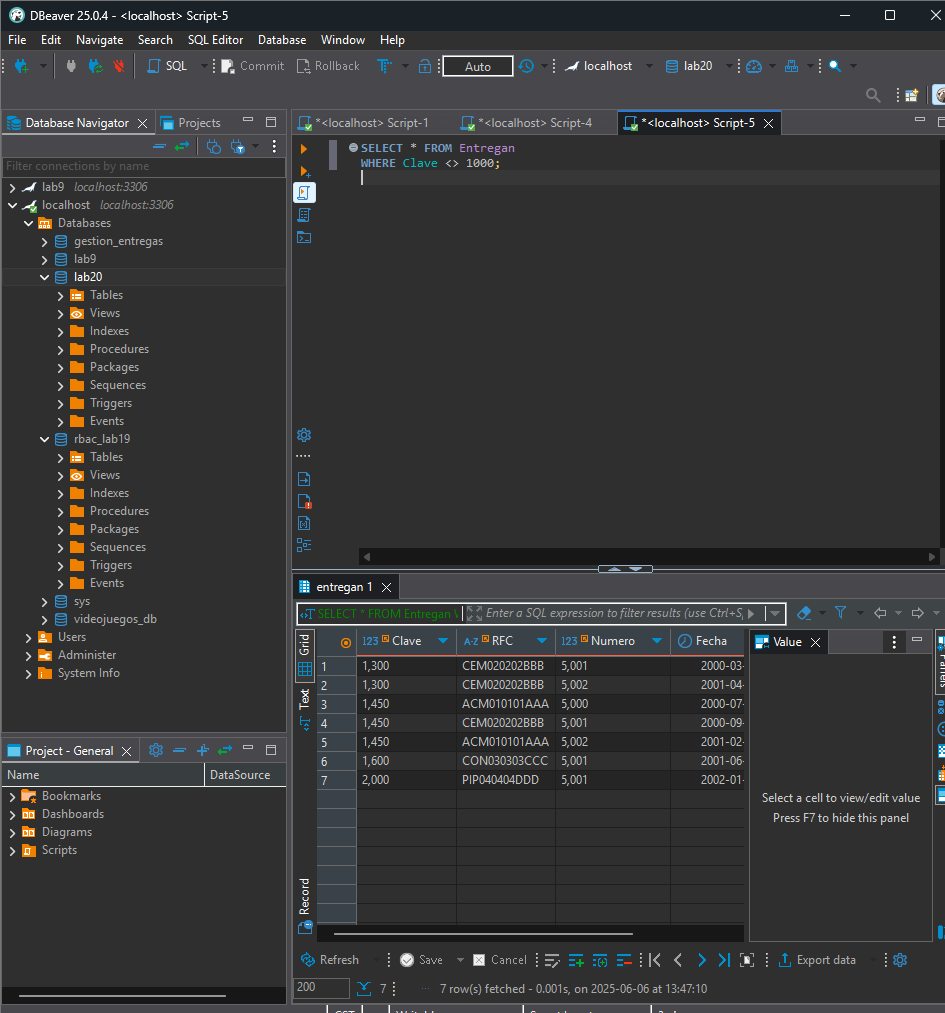 DBeaver 25.0.4 - <localhost> Script-5
File Edit Navigate Search SQL Editor Database Window Help
SQL Commit Rollback Auto localhost lab20
Database Navigator Projects
*<localhost> Script-1 *<localhost> Script-4 *<localhost> Script-5
Filter connections by name
lab9 localhost:3306
localhost localhost:3306
Databases
gestion_entregas
lab9
lab20
Tables
Views
Indexes
Procedures
Packages
Sequences
Triggers
Events
rbac_lab19
Tables
Views
Indexes
Procedures
Packages
Sequences
Triggers
Events
sys
videojuegos_db
Users
Administer
System Info
SELECT * FROM Entregan
WHERE Clave <> 1000;
Project - General
Name DataSource
Bookmarks
Dashboards
Diagrams
Scripts
entregan 1
SELECT * FROM Entregan Enter a SQL expression to filter results (use Ctrl+S
Grid
Text
Record
123 Clave A-Z RFC 123 Numero Fecha
1 1,300 CEM020202BBB 5,001 2000-03-
2 1,300 CEM020202BBB 5,002 2001-04-
3 1,450 ACM010101AAA 5,000 2000-07-
4 1,450 CEM020202BBB 5,001 2000-09-
5 1,450 ACM010101AAA 5,002 2001-02-
6 1,600 CON030303CCC 5,001 2001-06-
7 2,000 PIP040404DDD 5,001 2002-01-
Value
Select a cell to view/edit value
Press F7 to hide this panel
Refresh Save Cancel Export data
200 7 7 row(s) fetched - 0.001s, on 2025-06-06 at 13:47:10